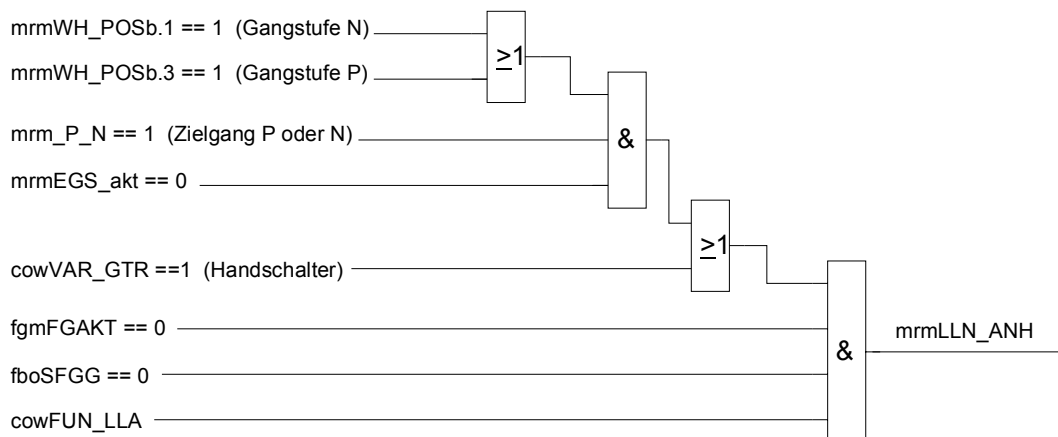 mrmWH_POSb.1 == 1 (Gangstufe N)
≥1
mrmWH_POSb.3 == 1 (Gangstufe P)
mrm_P_N == 1 (Zielgang P oder N)
&
mrmEGS_akt == 0
≥1
cowVAR_GTR ==1 (Handschalter)
fgmFGAKT == 0
mrmLLN_ANH
&
fboSFGG == 0
cowFUN_LLA